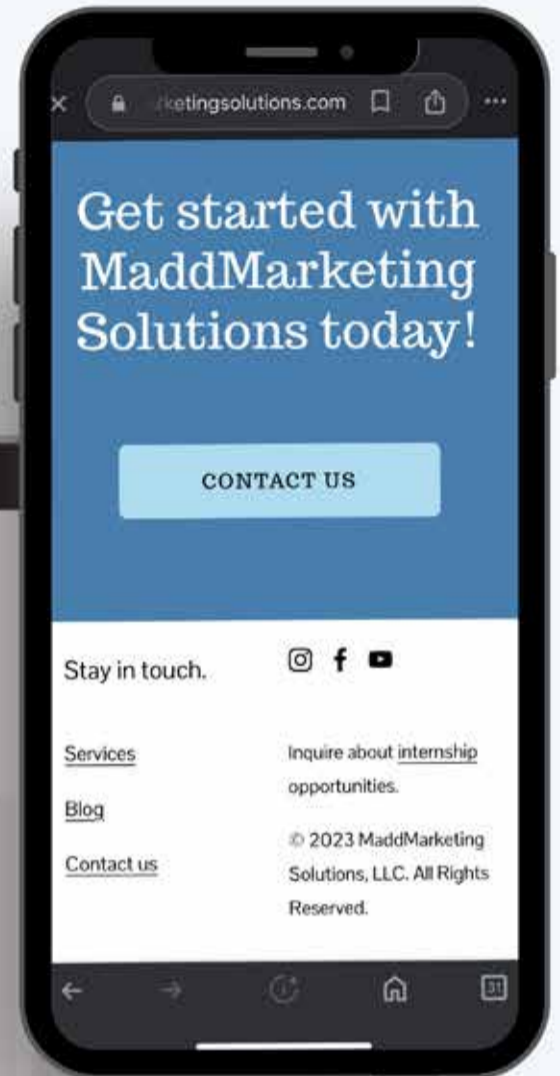 ketingsolutions.com
Get started with
MaddMarketing
Solutions today!
CONTACT US
Stay in touch.
Services
Blog
Contact us
Inquire about internship
opportunities.
© 2023 MaddMarketing
Solutions, LLC. All Rights
Reserved.
31